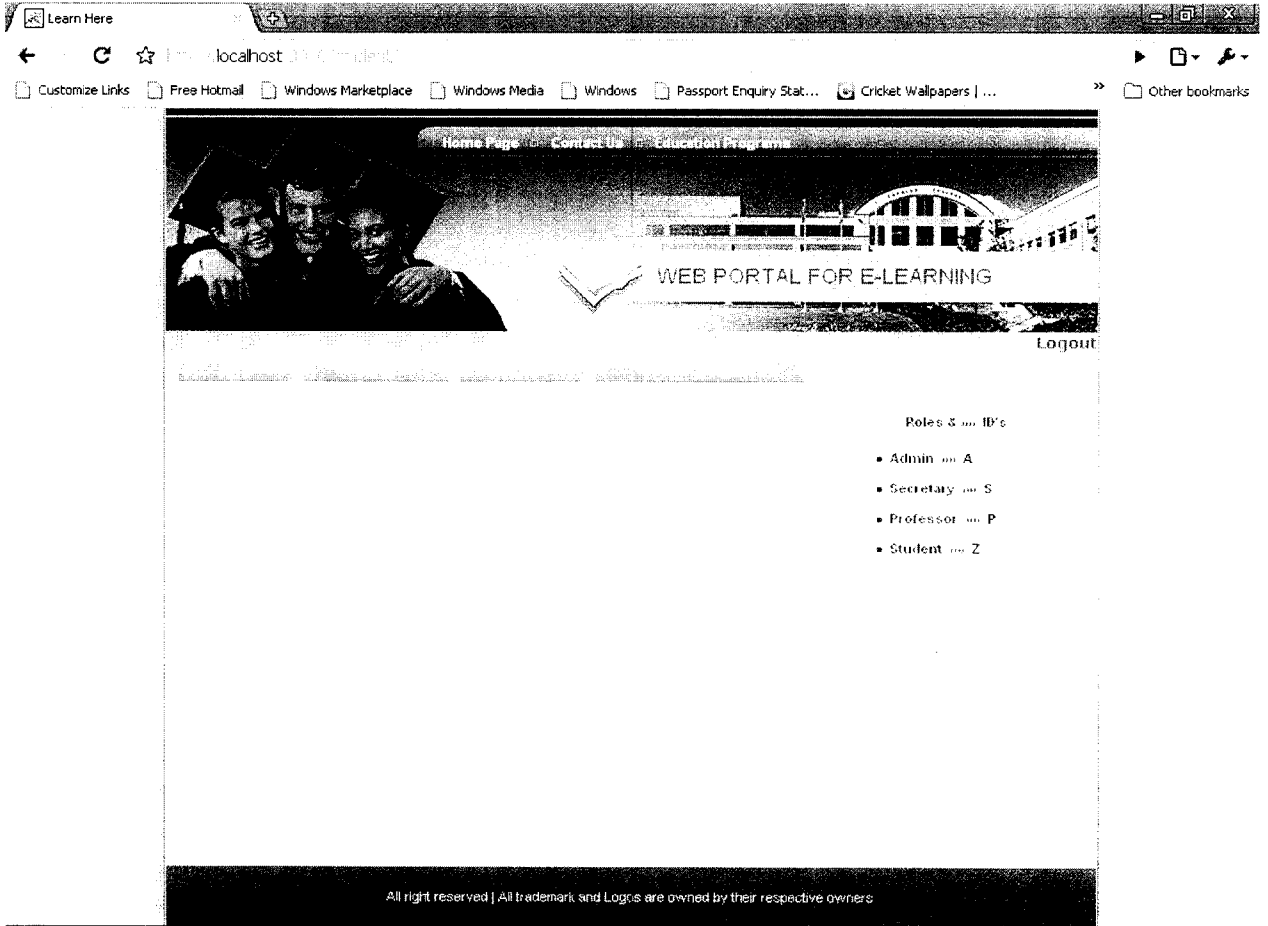 Learn Here
localhost
Customize Links Free Hotmail Windows Marketplace Windows Media Windows Passport Enquiry Stat... Cricket Wallpapers | ... » Other bookmarks
Home Page Contact Us Education Programs
WEB PORTAL FOR E-LEARNING
Logout
Roles & »» ID's
Admin »» A
Secretary »» S
Professor »» P
Student »» Z
All right reserved | All trademark and Logos are owned by their respective owners